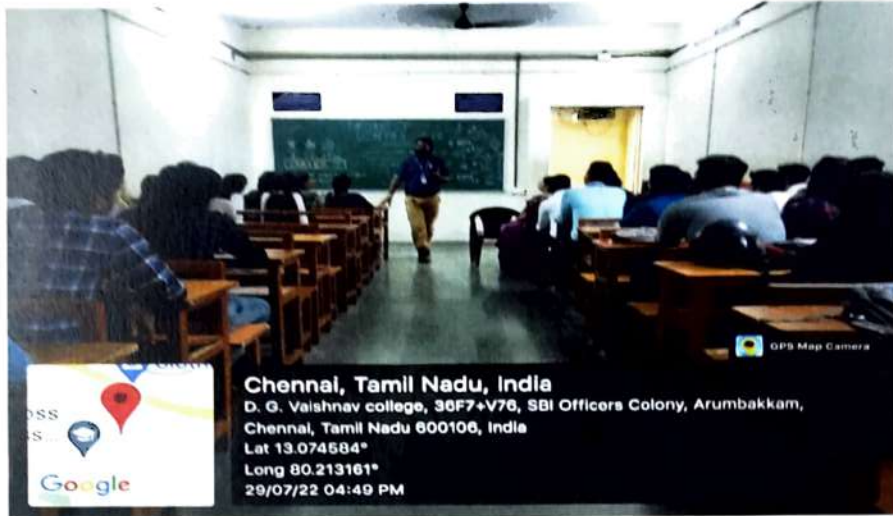 GPS Map Camera
Chennai, Tamil Nadu, India
D. G. Vaishnav college, 36F7+V76, SBI Officers Colony, Arumbakkam,
Chennai, Tamil Nadu 600106, India
Lat 13.074584°
Long 80.213161°
29/07/22 04:49 PM
Google